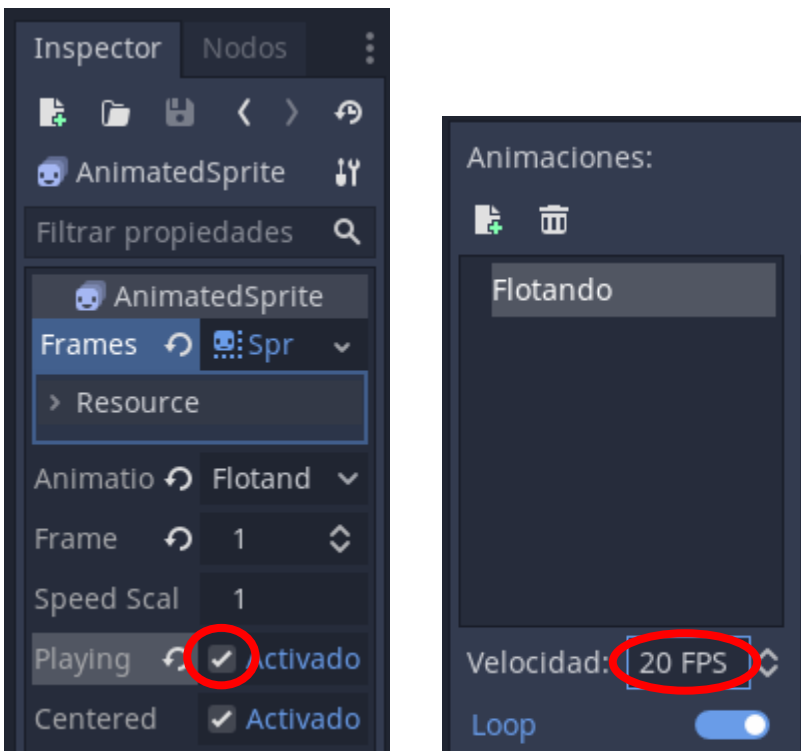 Inspector Nodos
AnimatedSprite
Filtrar propiedades
AnimatedSprite
Frames Spr
Resource
Animatio Flotand
Frame 1
Speed Scal 1
Playing Activado
Centered Activado
Animaciones:
Flotando
Velocidad: 20 FPS
Loop